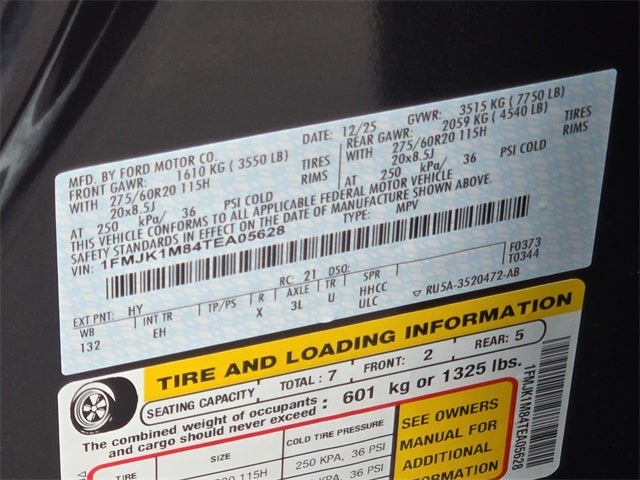 MFD. BY FORD MOTOR CO.
DATE: 12/25 GVWR: 3515 KG ( 7750 LB)
FRONT GAWR: 1610 KG ( 3550 LB) REAR GAWR: 2059 KG ( 4540 LB)
WITH 275/60R20 115H TIRES WITH 275/60R20 115H TIRES
20x8.5J RIMS 20x8.5J RIMS
AT 250 kPa/ 36 PSI COLD AT 250 kPa/ 36 PSI COLD
THIS VEHICLE CONFORMS TO ALL APPLICABLE FEDERAL MOTOR VEHICLE
SAFETY STANDARDS IN EFFECT ON THE DATE OF MANUFACTURE SHOWN ABOVE.
VIN: 1FMJK1M84TEA05628 TYPE: MPV
F0373
T0344
EXT PNT: HY RC: 21 DSO:
WB INT TR TP/PS R AXLE TR SPR
132 EH X 3L U HHCC
ULC
RU5A-3520472-AB
TIRE AND LOADING INFORMATION
SEATING CAPACITY TOTAL: 7 FRONT: 2 REAR: 5
The combined weight of occupants
and cargo should never exceed : 601 kg or 1325 lbs.
TIRE SIZE COLD TIRE PRESSURE
115H 250 KPA, 36 PSI
36 PSI
SEE OWNERS
MANUAL FOR
ADDITIONAL
1FMJK1M84TEA05628